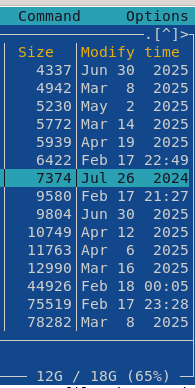 Command Options
.[^]>
Size Modify time
4337 Jun 30 2025
4942 Mar 8 2025
5230 May 2 2025
5772 Mar 14 2025
5939 Apr 19 2025
6422 Feb 17 22:49
7374 Jul 26 2024
9580 Feb 17 21:27
9804 Jun 30 2025
10749 Apr 12 2025
11763 Apr 6 2025
12990 Mar 16 2025
44926 Feb 18 00:05
75519 Feb 17 23:28
78282 Mar 8 2025
12G / 18G (65%)